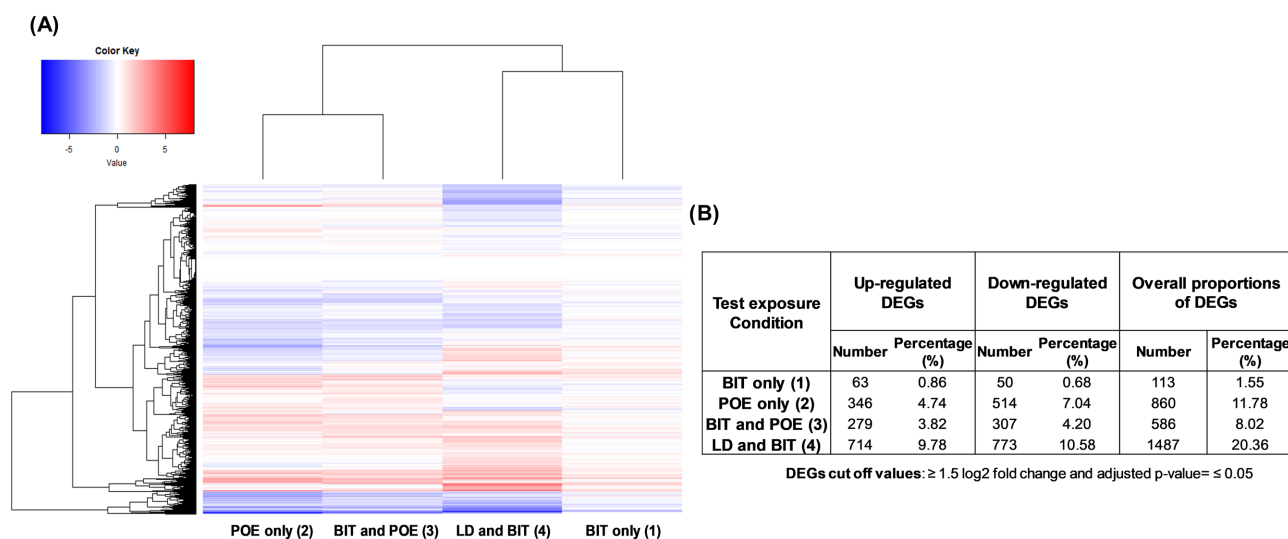 (A)
Color Key
-5 0 5
Value
POE only (2) BIT and POE (3) LD and BIT (4) BIT only (1)
(B)
Test exposure Condition
Up-regulated DEGs
Down-regulated DEGs
Overall proportions of DEGs
Number Percentage (%) Number Percentage (%) Number Percentage (%)
BIT only (1) 63 0.86 50 0.68 113 1.55
POE only (2) 346 4.74 514 7.04 860 11.78
BIT and POE (3) 279 3.82 307 4.20 586 8.02
LD and BIT (4) 714 9.78 773 10.58 1487 20.36
DEGs cut off values: ≥ 1.5 log2 fold change and adjusted p-value= ≤ 0.05